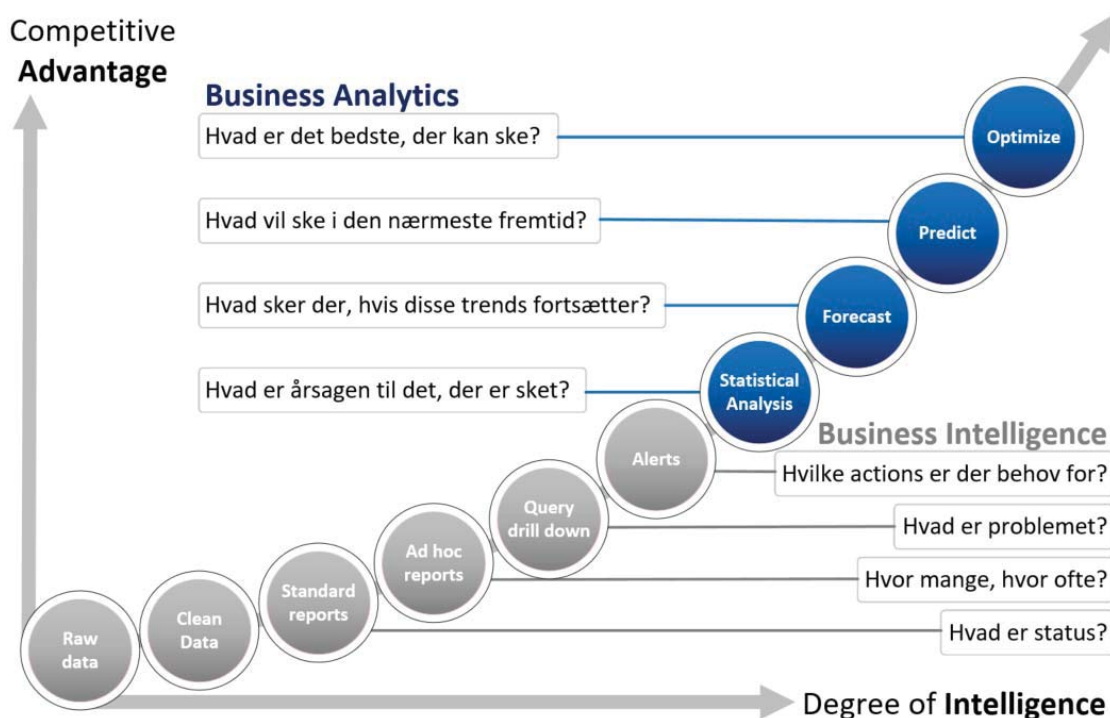 Competitive
Advantage
Business Analytics
Hvad er det bedste, der kan ske?
Optimize
Hvad vil ske i den nærmeste fremtid?
Predict
Hvad sker der, hvis disse trends fortsætter?
Forecast
Hvad er årsagen til det, der er sket?
Statistical
Analysis
Business Intelligence
Alerts
Hvilke actions er der behov for?
Query
drill down
Hvad er problemet?
Ad hoc
reports
Hvor mange, hvor ofte?
Standard
reports
Hvad er status?
Clean
Data
Raw
data
Degree of Intelligence